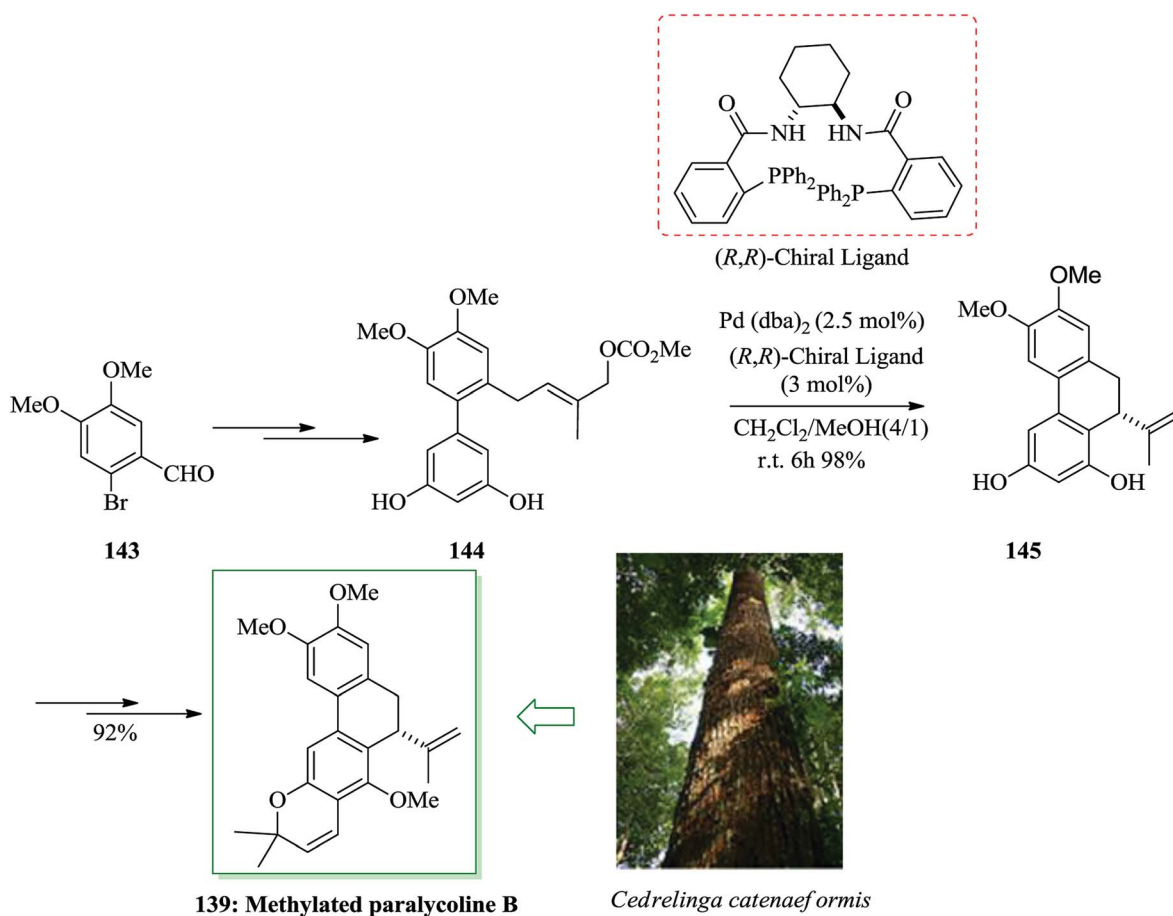 O
NH
HN
O
PPh2
Ph2P
(R,R)-Chiral Ligand
OMe
MeO
CHO
Br
143
OMe
MeO
OCO2Me
HO
OH
144
Pd (dba)2 (2.5 mol%)
(R,R)-Chiral Ligand
(3 mol%)
CH2Cl2/MeOH(4/1)
r.t. 6h 98%
OMe
MeO
HO
OH
145
92%
OMe
MeO
O
OMe
139: Methylated paralycoline B
Cedrelinga catenaef ormis